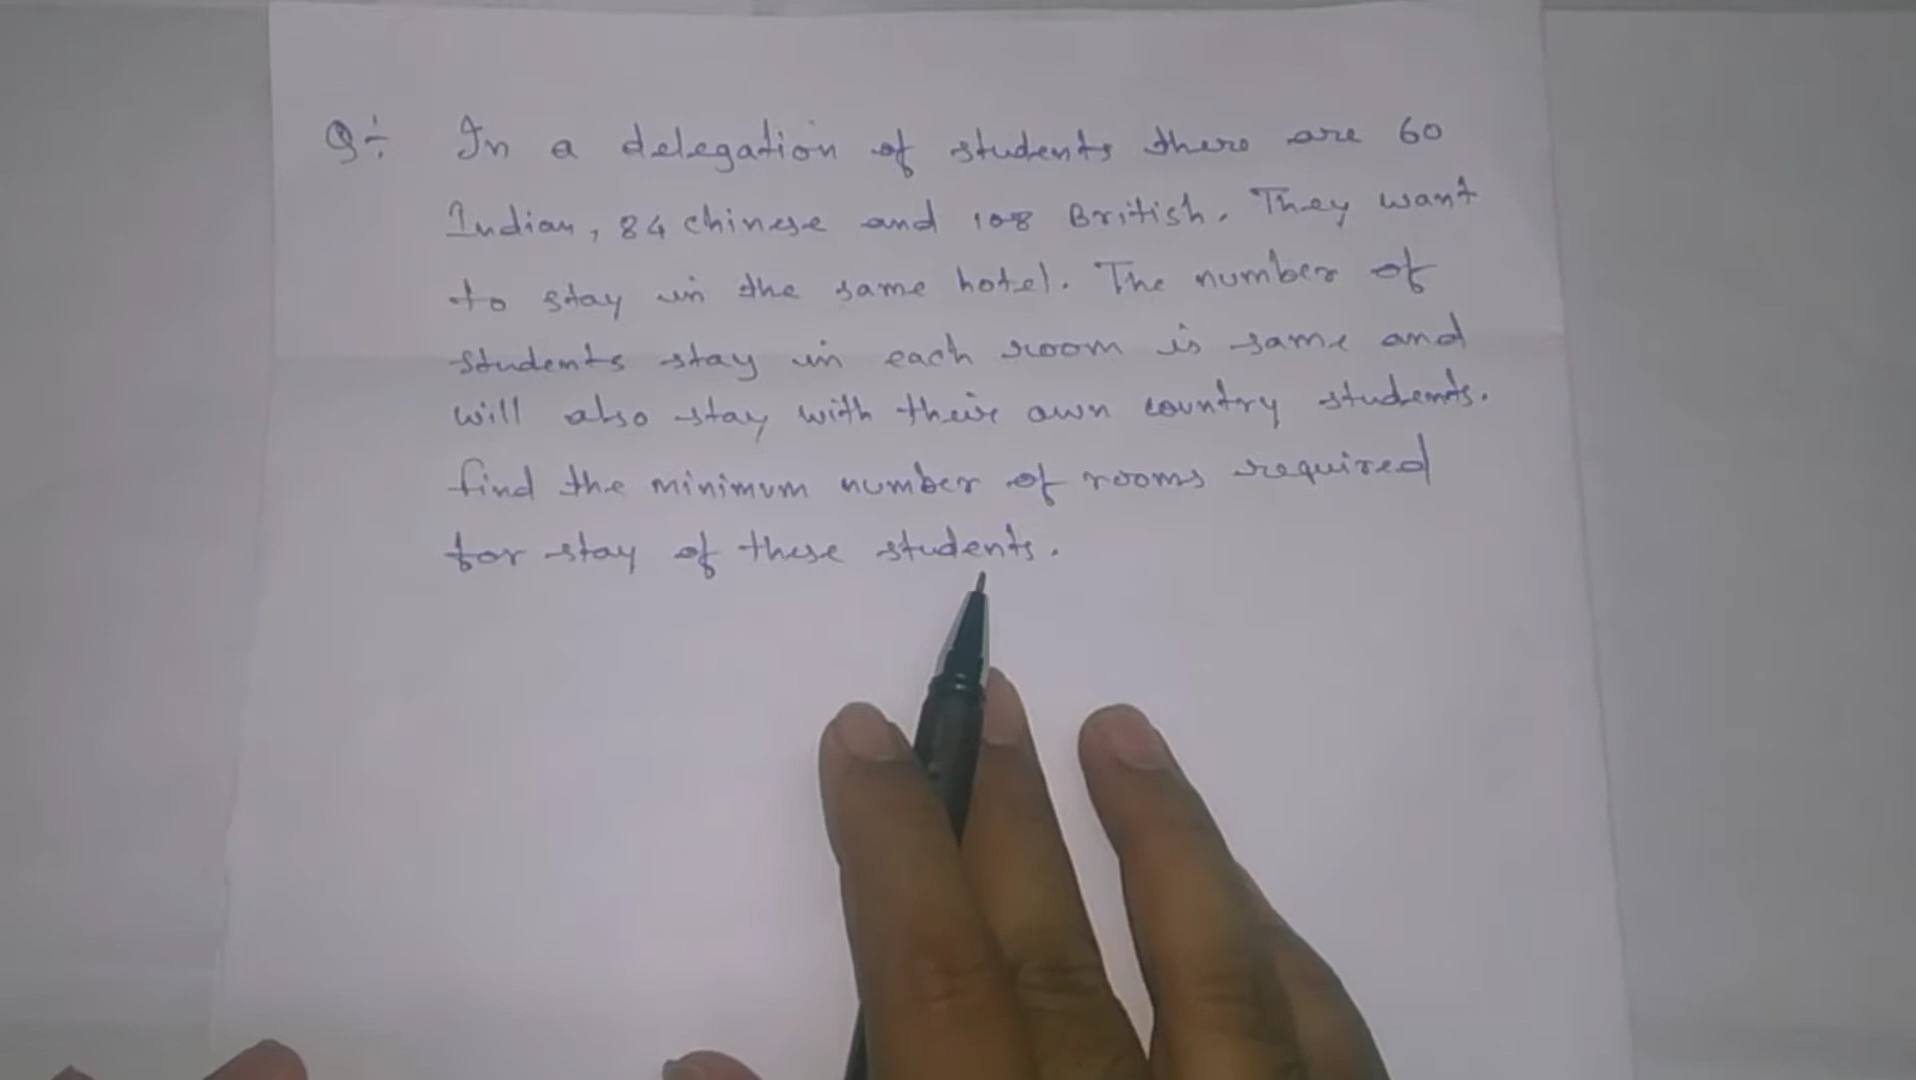 Q÷ In a delegation of students there are 60
Indian, 84 chinese and 108 British. They want
to stay in the same hotel. The number of
students stay in each room is same and
will also stay with their own country students.
find the minimum number of rooms required
for stay of these students.